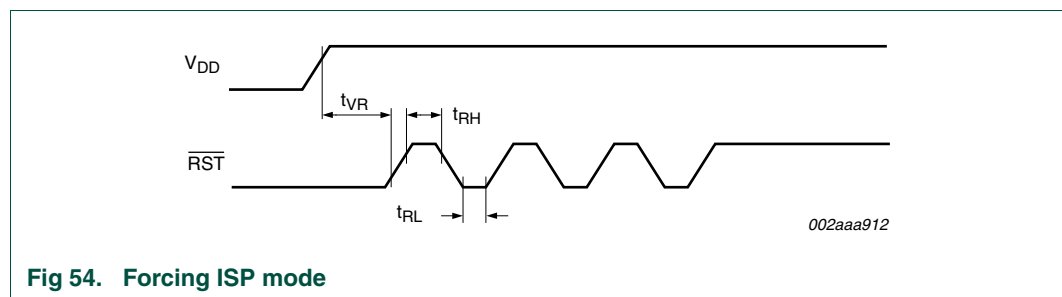 VDD
tVR
tRH
RST
tRL
002aaa912
Fig 54. Forcing ISP mode